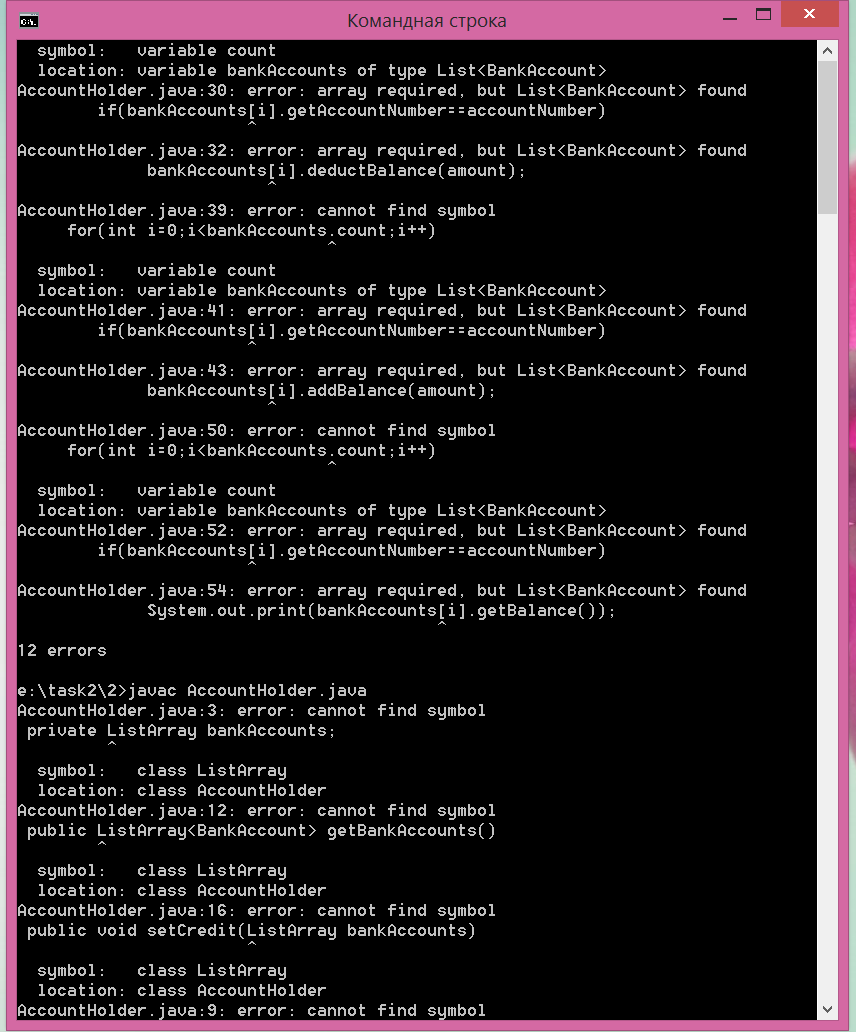 Командная строка
symbol:   variable count
location: variable bankAccounts of type List<BankAccount>
AccountHolder.java:30: error: array required, but List<BankAccount> found
if(bankAccounts[i].getAccountNumber==accountNumber)
^
AccountHolder.java:32: error: array required, but List<BankAccount> found
bankAccounts[i].deductBalance(amount);
^
AccountHolder.java:39: error: cannot find symbol
for(int i=0;i<bankAccounts.count;i++)
^
symbol:   variable count
location: variable bankAccounts of type List<BankAccount>
AccountHolder.java:41: error: array required, but List<BankAccount> found
if(bankAccounts[i].getAccountNumber==accountNumber)
^
AccountHolder.java:43: error: array required, but List<BankAccount> found
bankAccounts[i].addBalance(amount);
^
AccountHolder.java:50: error: cannot find symbol
for(int i=0;i<bankAccounts.count;i++)
^
symbol:   variable count
location: variable bankAccounts of type List<BankAccount>
AccountHolder.java:52: error: array required, but List<BankAccount> found
if(bankAccounts[i].getAccountNumber==accountNumber)
^
AccountHolder.java:54: error: array required, but List<BankAccount> found
System.out.print(bankAccounts[i].getBalance());
^
12 errors
e:\task2\2>javac AccountHolder.java
AccountHolder.java:3: error: cannot find symbol
private ListArray bankAccounts;
^
symbol:   class ListArray
location: class AccountHolder
AccountHolder.java:12: error: cannot find symbol
public ListArray<BankAccount> getBankAccounts()
^
symbol:   class ListArray
location: class AccountHolder
AccountHolder.java:16: error: cannot find symbol
public void setCredit(ListArray bankAccounts)
^
symbol:   class ListArray
location: class AccountHolder
AccountHolder.java:9: error: cannot find symbol